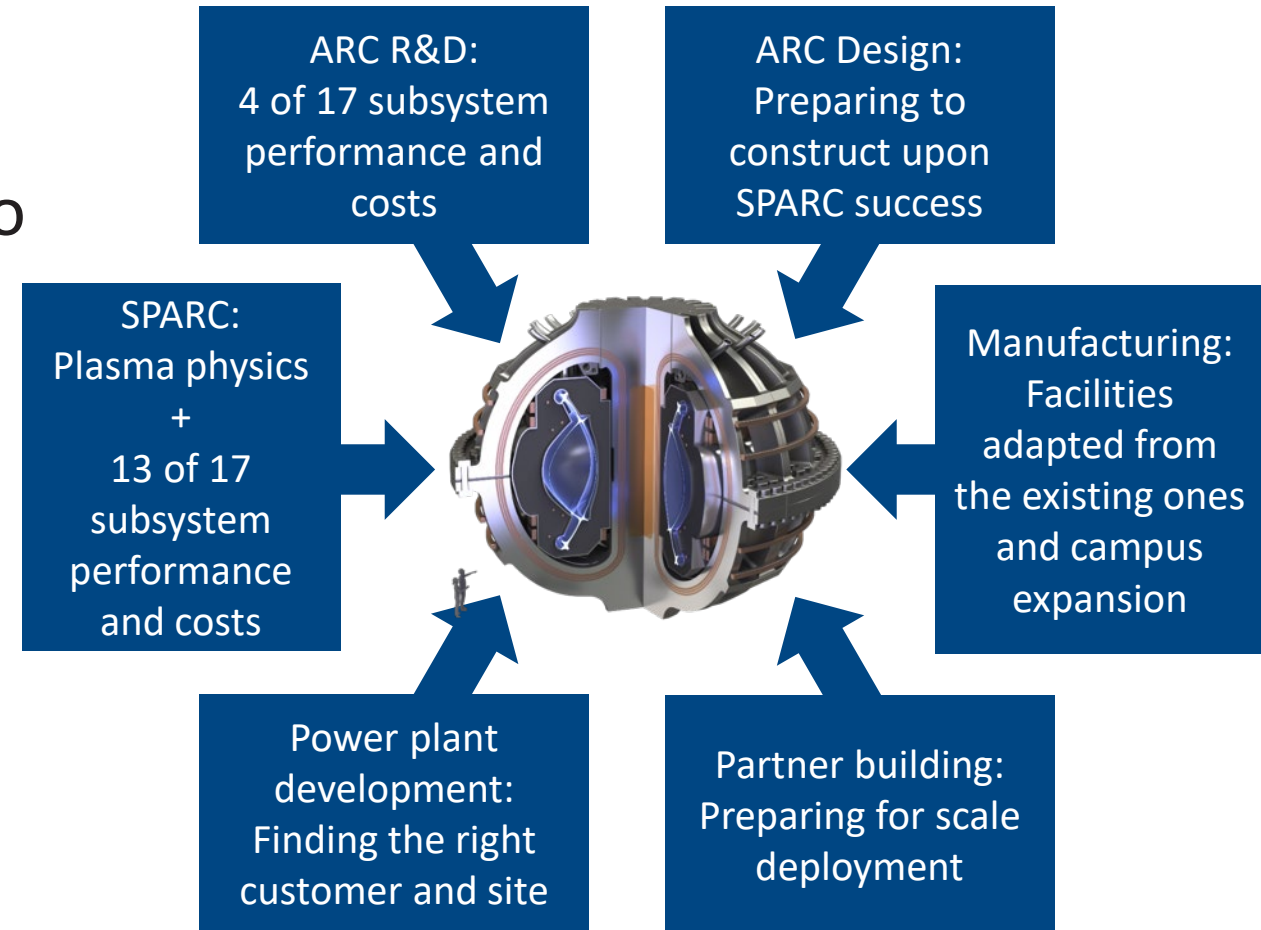 ARC R&D:
4 of 17 subsystem
performance and
costs
ARC Design:
Preparing to
construct upon
SPARC success
SPARC:
Plasma physics
+
13 of 17
subsystem
performance
and costs
Manufacturing:
Facilities
adapted from
the existing ones
and campus
expansion
Power plant
development:
Finding the right
customer and site
Partner building:
Preparing for scale
deployment